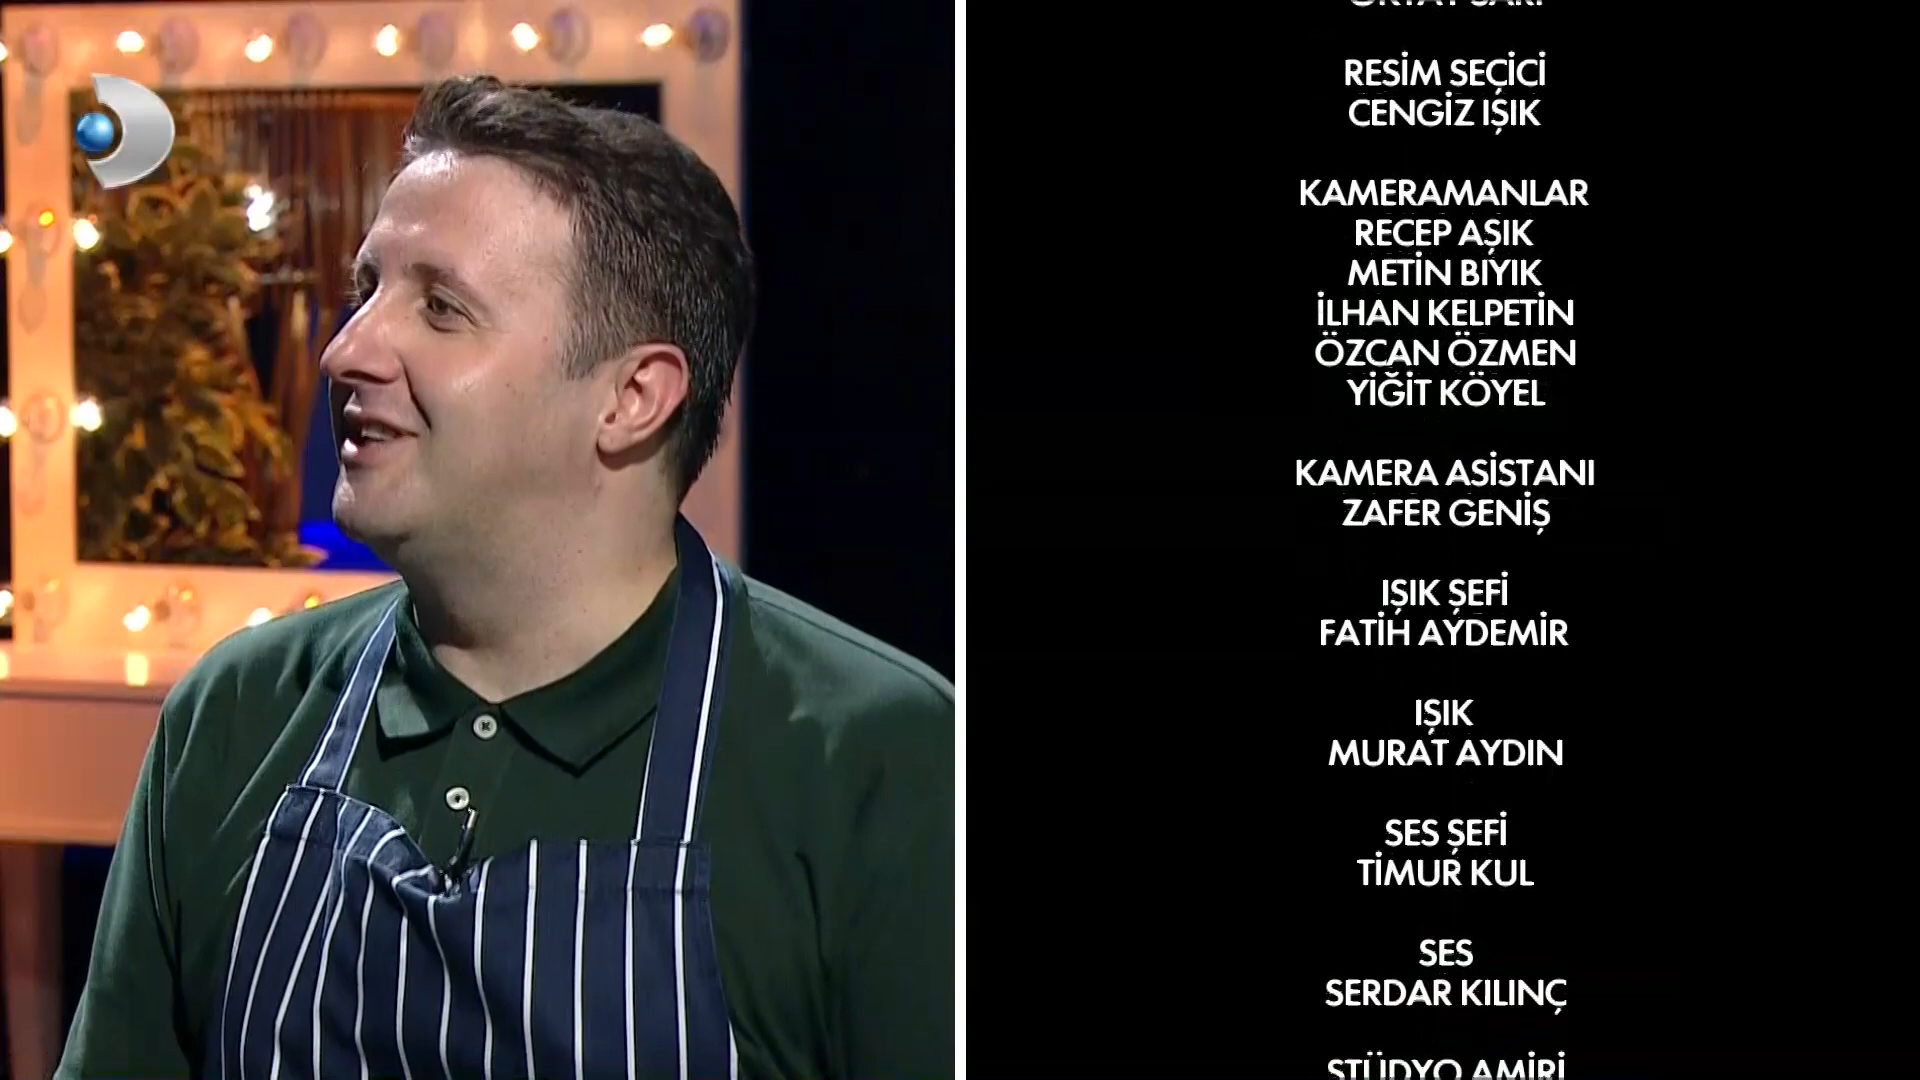 RESİM SEÇİCİ
CENGİZ IŞIK
KAMERAMANLAR
RECEP AŞIK
METİN BIYIK
İLHAN KELPETİN
ÖZCAN ÖZMEN
YİĞİT KÖYEL
KAMERA ASİSTANI
ZAFER GENİŞ
IŞIK ŞEFİ
FATİH AYDEMİR
IŞIK
MURAT AYDIN
SES ŞEFİ
TİMUR KUL
SES
SERDAR KILINÇ
STÜDYO AMİRİ